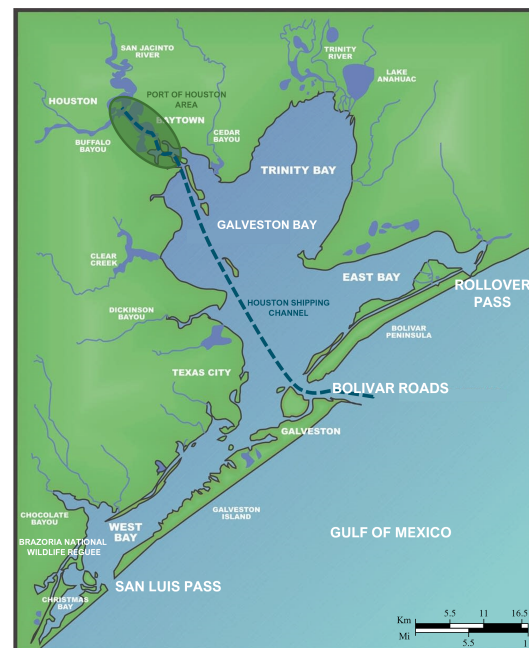 SAN JACINTO
RIVER
TRINITY
RIVER
LAKE
ANAHUAC
HOUSTON
PORT OF HOUSTON
AREA
BAYTOWN
BUFFALO
BAYOU
CEDAR
BAYOU
TRINITY BAY
GALVESTON BAY
CLEAR
CREEK
EAST BAY
ROLLOVER
PASS
HOUSTON SHIPPING
CHANNEL
DICKINSON
BAYOU
BOLIVAR
PENINSULA
TEXAS CITY
BOLIVAR ROADS
GALVESTON
CHOCOLATE
BAYOU
GALVESTON
ISLAND
WEST
BAY
GULF OF MEXICO
BRAZORIA NATIONAL
WILDLIFE REGUEE
SAN LUIS PASS
CHRISTMAS
BAY
Km 5.5 11 16.5
Mi 5.5